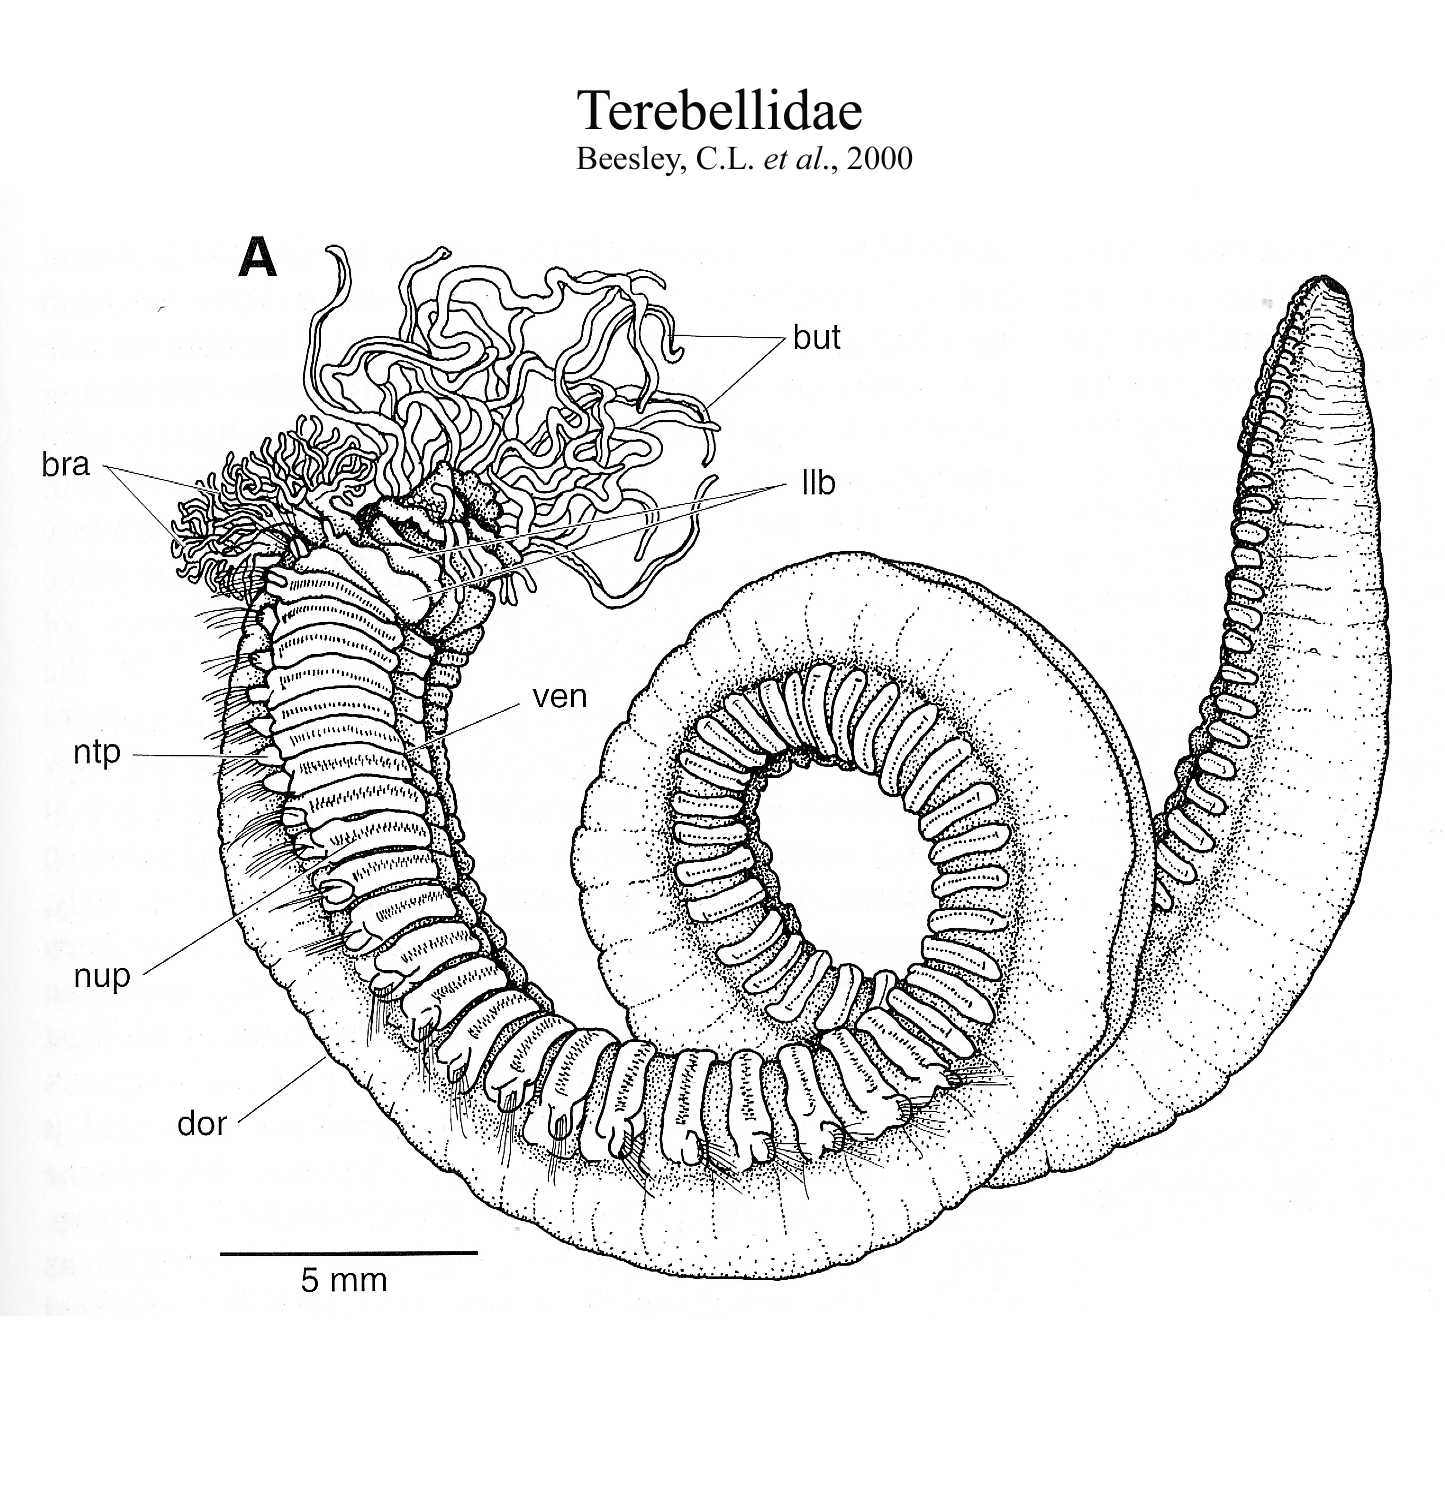 Terebellidae
Beesley, C.L. et al., 2000
A
but
bra
llb
ven
ntp
nup
dor
5 mm